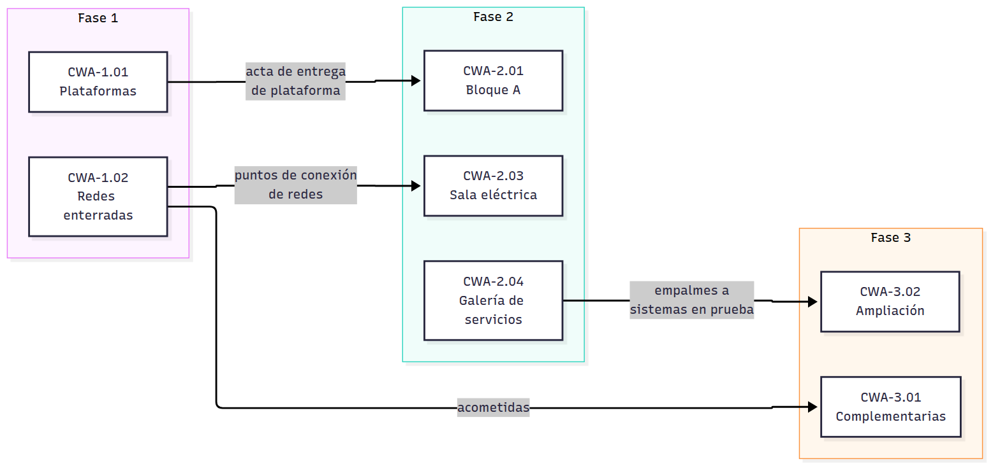 Fase 1
CWA-1.01
Plataformas
CWA-1.02
Redes
enterradas
acta de entrega
de plataforma
puntos de conexión
de redes
Fase 2
CWA-2.01
Bloque A
CWA-2.03
Sala eléctrica
CWA-2.04
Galería de
servicios
empalmes a
sistemas en prueba
acometidas
Fase 3
CWA-3.02
Ampliación
CWA-3.01
Complementarias